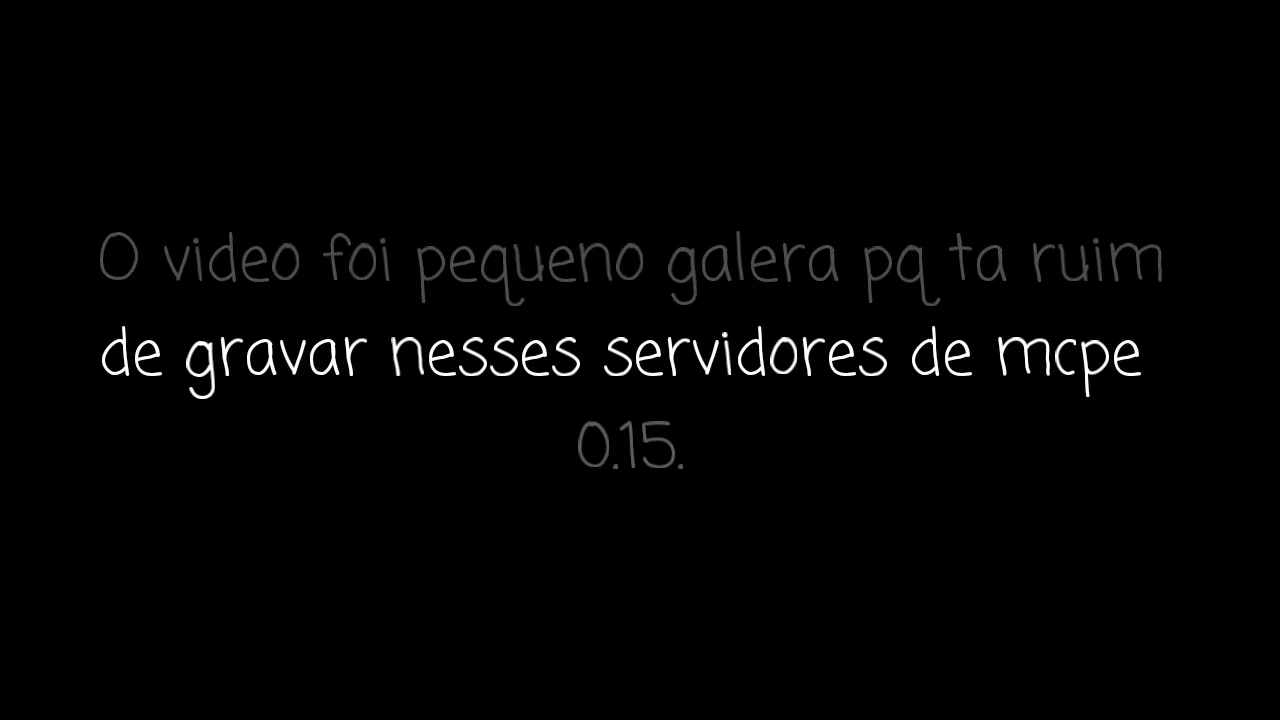 O video foi pequeno galera pq ta ruim
de gravar nesses servidores de mcpe
0.15.